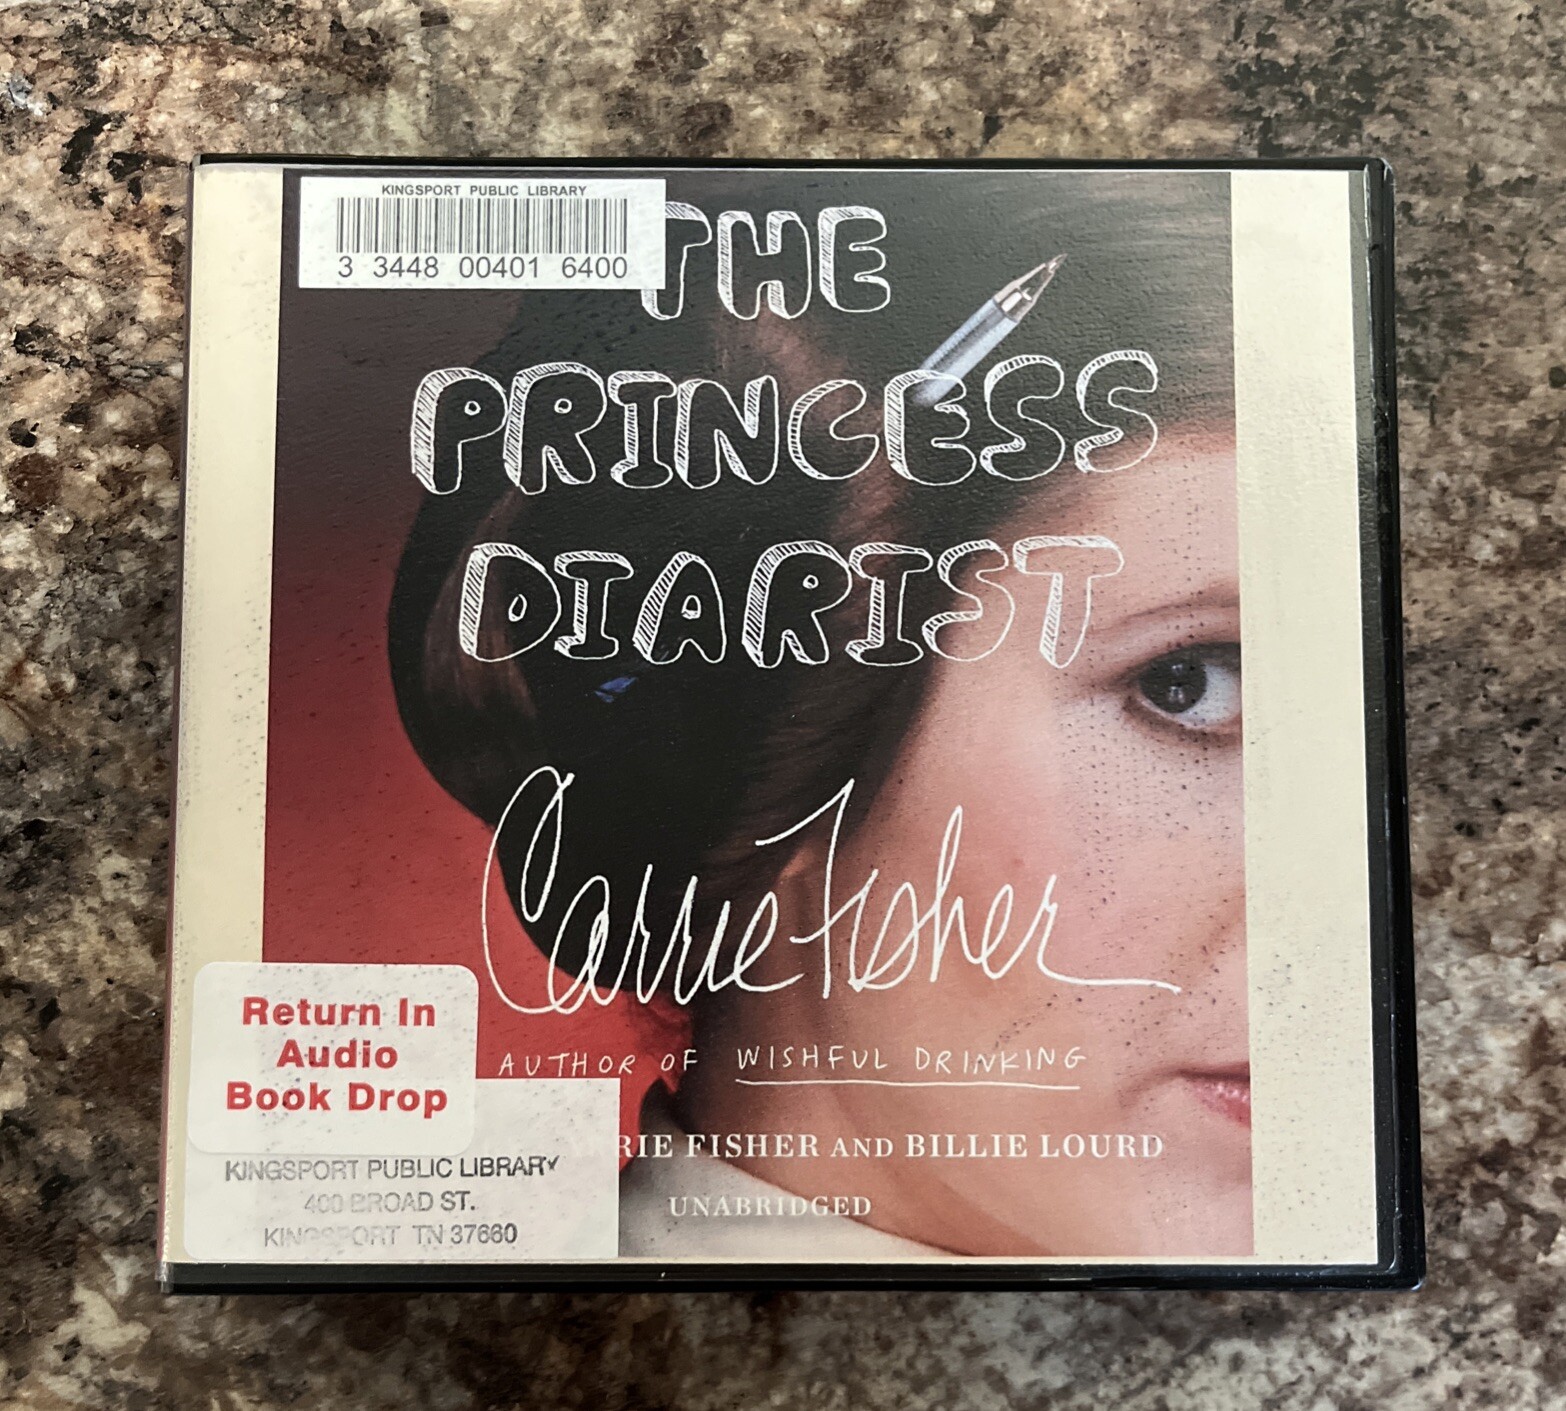 KINGSPORT PUBLIC LIBRARY
3 3448 00401 6400
THE
PRINCESS
DIARIST
Carrie Fisher
AUTHOR OF WISHFUL DRINKING
RRIE FISHER AND BILLIE LOURD
UNABRIDGED
Return In
Audio
Book Drop
KINGSPORT PUBLIC LIBRARY
400 BROAD ST.
KINGSPORT TN 37660